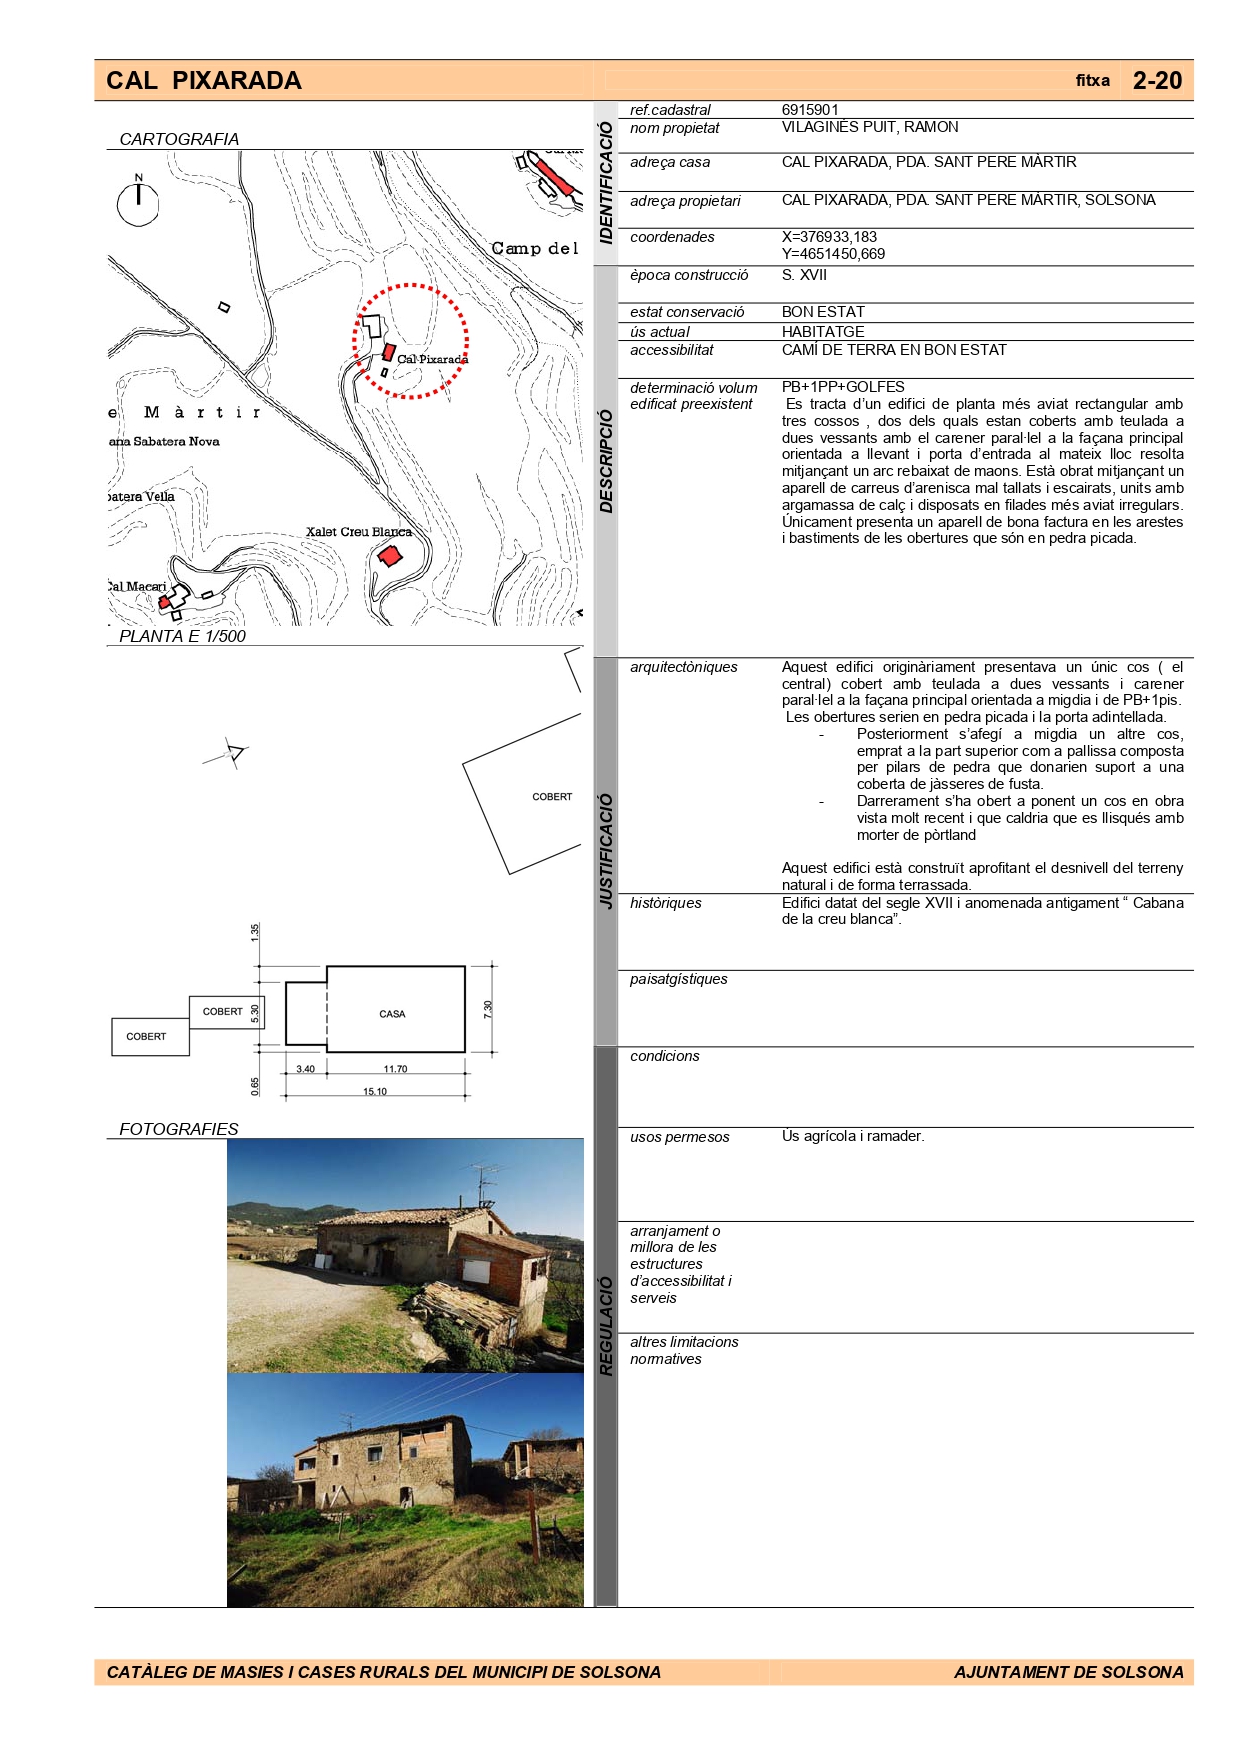 CAL PIXARADA
fitxa 2-20
CARTOGRAFIA
N
Camp del
Cal Pixarada
e Màrtir
ana Sabatera Nova
batera Vella
Xalet Creu Blanca
Cal Macari
PLANTA E 1/500
COBERT
1.35
5.30
0.65
COBERT
COBERT
CASA
7.30
3.40
11.70
15.10
FOTOGRAFIES
IDENTIFICACIÓ
ref.cadastral 6915901
nom propietat VILAGINÉS PUIT, RAMON
adreça casa CAL PIXARADA, PDA. SANT PERE MÀRTIR
adreça propietari CAL PIXARADA, PDA. SANT PERE MÀRTIR, SOLSONA
coordenades X=376933,183
Y=4651450,669
DESCRIPCIÓ
època construcció S. XVII
estat conservació BON ESTAT
ús actual HABITATGE
accessibilitat CAMÍ DE TERRA EN BON ESTAT
determinació volum
edificat preexistent
PB+1PP+GOLFES
Es tracta d’un edifici de planta més aviat rectangular amb
tres cossos , dos dels quals estan coberts amb teulada a
dues vessants amb el carener paral·lel a la façana principal
orientada a llevant i porta d’entrada al mateix lloc resolta
mitjançant un arc rebaixat de maons. Està obrat mitjançant un
aparell de carreus d’arenisca mal tallats i escairats, units amb
argamassa de calç i disposats en filades més aviat irregulars.
Únicament presenta un aparell de bona factura en les arestes
i bastiments de les obertures que són en pedra picada.
JUSTIFICACIÓ
arquitectòniques
Aquest edifici originàriament presentava un únic cos ( el
central) cobert amb teulada a dues vessants i carener
paral·lel a la façana principal orientada a migdia i de PB+1pis.
Les obertures serien en pedra picada i la porta adintellada.
- Posteriorment s’afegí a migdia un altre cos,
emprat a la part superior com a pallissa composta
per pilars de pedra que donarien suport a una
coberta de jàsseres de fusta.
- Darrerament s’ha obert a ponent un cos en obra
vista molt recent i que caldria que es llisqués amb
morter de pòrtland
Aquest edifici està construït aprofitant el desnivell del terreny
natural i de forma terrassada.
històriques
Edifici datat del segle XVII i anomenada antigament “ Cabana
de la creu blanca”.
paisatgístiques
REGULACIÓ
condicions
usos permesos Ús agrícola i ramader.
arranjament o
millora de les
estructures
d’accessibilitat i
serveis
altres limitacions
normatives
CATÀLEG DE MASIES I CASES RURALS DEL MUNICIPI DE SOLSONA
AJUNTAMENT DE SOLSONA